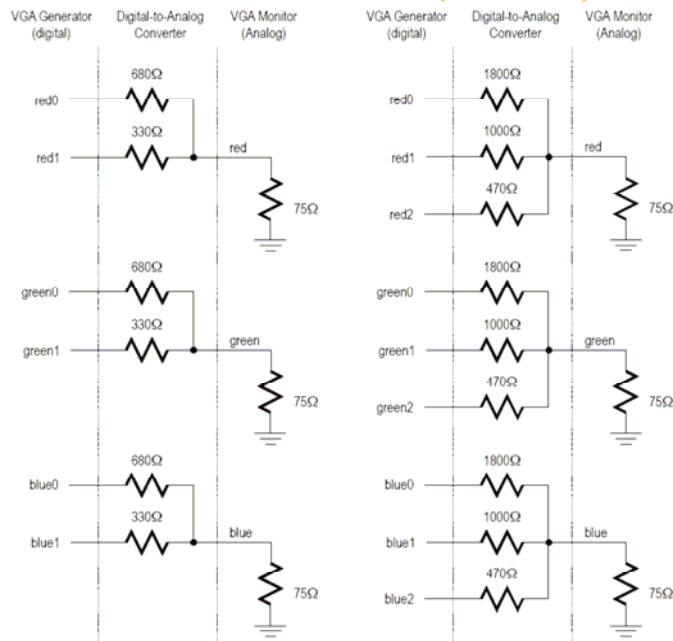 VGA Generator
(digital)
Digital-to-Analog
Converter
VGA Monitor
(Analog)
680Ω
red0
330Ω
red1
red
75Ω
680Ω
green0
330Ω
green1
green
75Ω
680Ω
blue0
330Ω
blue1
blue
75Ω
VGA Generator
(digital)
Digital-to-Analog
Converter
VGA Monitor
(Analog)
1800Ω
red0
1000Ω
red1
red
470Ω
75Ω
red2
1800Ω
green0
1000Ω
green1
green
470Ω
75Ω
green2
1800Ω
blue0
1000Ω
blue1
blue
470Ω
75Ω
blue2